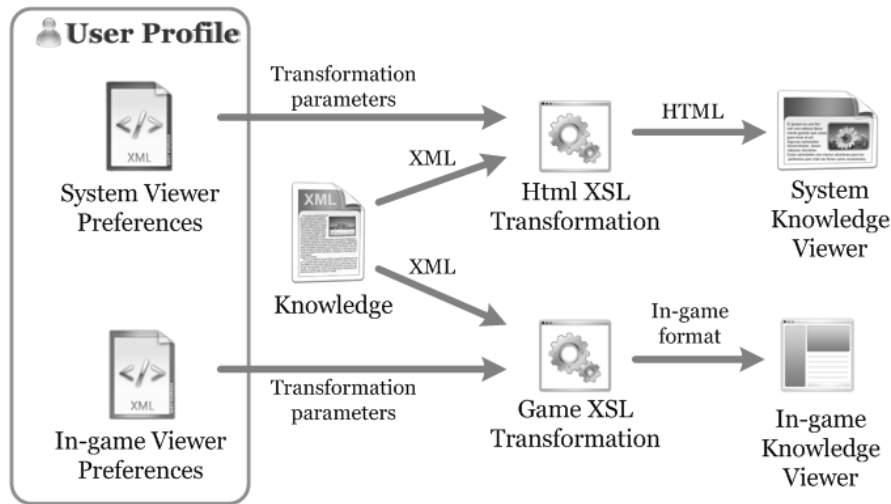 User Profile
Transformation
parameters
HTML
XML
XML
System Viewer
Preferences
Html XSL
Transformation
System
Knowledge
Viewer
XML
Knowledge
XML
In-game
format
XML
Transformation
parameters
In-game Viewer
Preferences
Game XSL
Transformation
In-game
Knowledge
Viewer